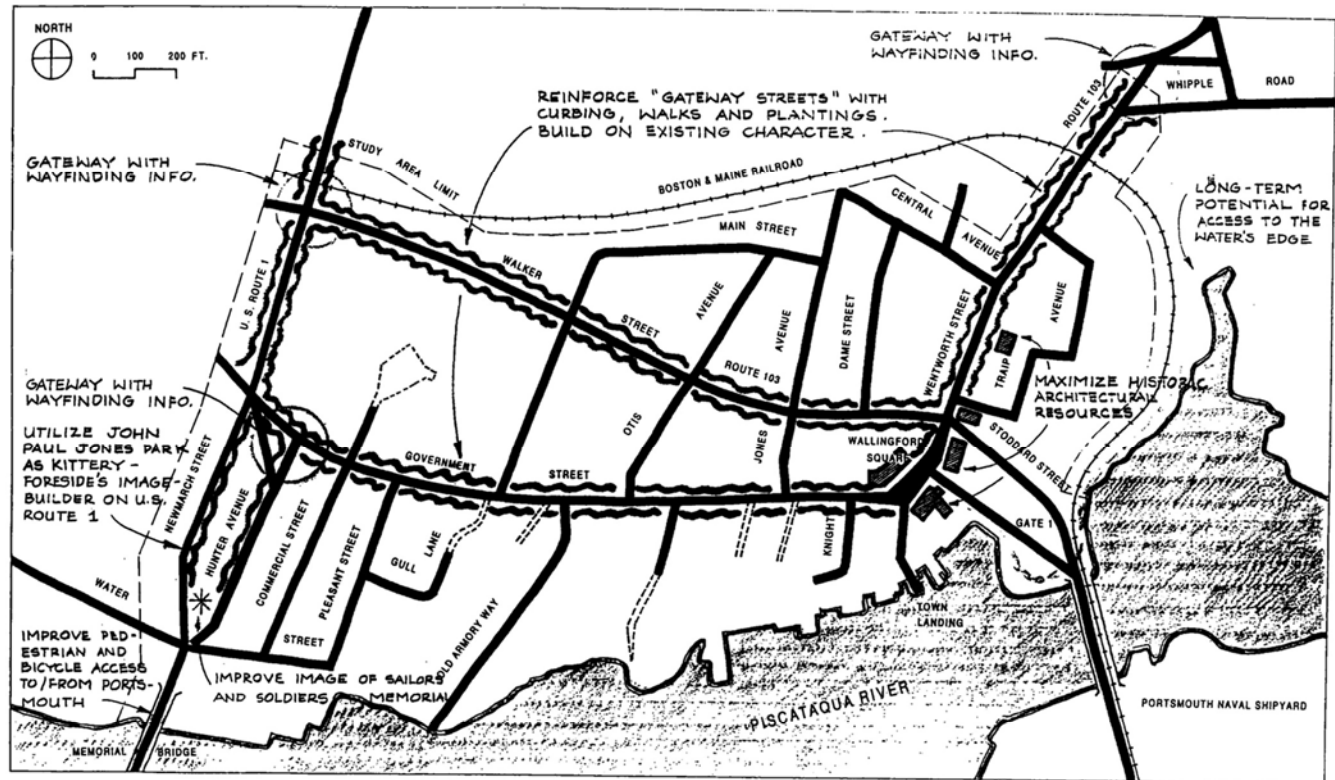 NORTH
0 100 200 FT.
GATEWAY WITH
WAYFINDING INFO.
WHIPPLE
ROAD
ROUTE 103
REINFORCE "GATEWAY STREETS" WITH
CURBING, WALKS AND PLANTINGS.
BUILD ON EXISTING CHARACTER.
GATEWAY WITH
WAYFINDING INFO.
STUDY AREA LIMIT
BOSTON & MAINE RAILROAD
LONG-TERM
POTENTIAL FOR
ACCESS TO THE
WATER'S EDGE
CENTRAL
AVENUE
MAIN STREET
WALKER
STREET
U.S. ROUTE 1
AVENUE
OTIS
AVENUE
JONES
DAME STREET
WENTWORTH STREET
TRAIP
AVENUE
ROUTE 103
MAXIMIZE HISTORAC
ARCHITECTURAL
RESOURCES
GATEWAY WITH
WAYFINDING INFO.
UTILIZE JOHN
PAUL JONES PARK
AS KITTERY-
FORESIDE'S IMAGE-
BUILDER ON U.S.
ROUTE 1
WALLINGFORD
SQUARE
STODDARD STREET
GOVERNMENT
STREET
NEWMARCH STREET
HUNTER AVENUE
COMMERCIAL STREET
PLEASANT STREET
GULL
LANE
OLD ARMORY WAY
KNIGHT
GATE 1
TOWN
LANDING
WATER
STREET
IMPROVE PED-
ESTRIAN AND
BICYCLE ACCESS
TO/FROM PORTS-
MOUTH
IMPROVE IMAGE OF SAILORS
AND SOLDIERS MEMORIAL
PISCATAQUA RIVER
PORTSMOUTH NAVAL SHIPYARD
MEMORIAL BRIDGE